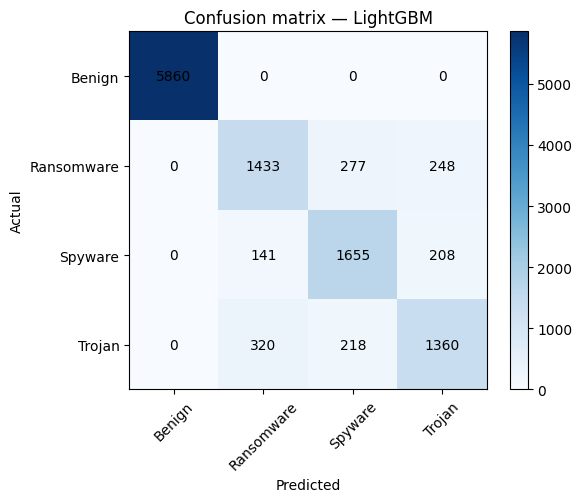 Confusion matrix — LightGBM
Actual
Benign 5860 0 0 0
Ransomware 0 1433 277 248
Spyware 0 141 1655 208
Trojan 0 320 218 1360
Benign Ransomware Spyware Trojan
Predicted
5000
4000
3000
2000
1000
0